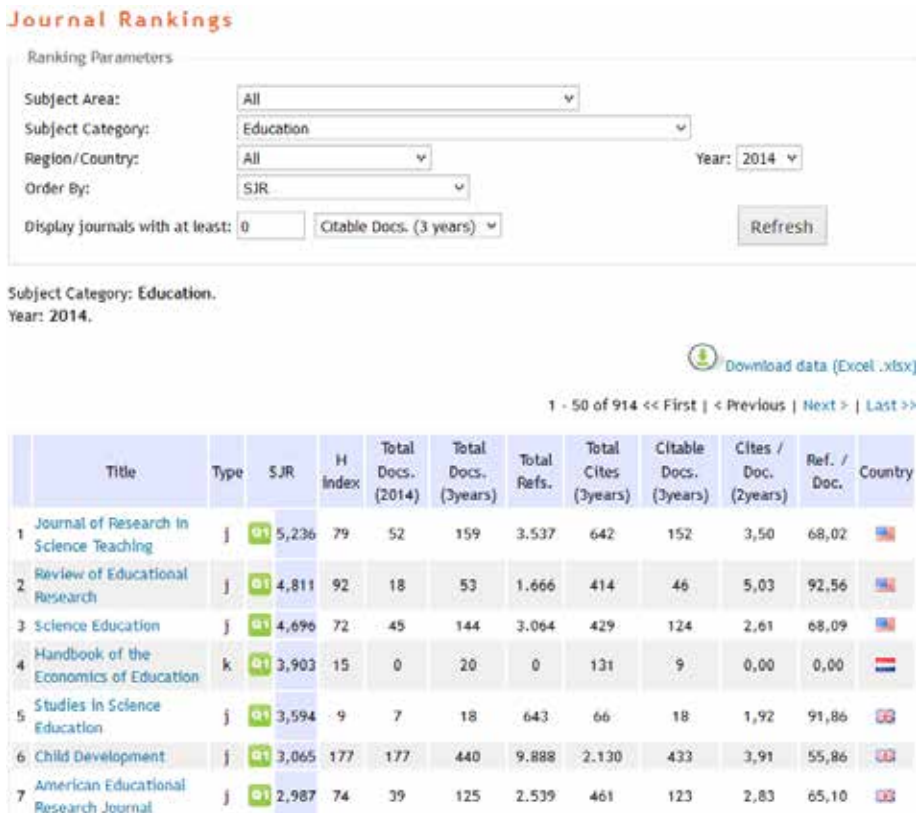 Journal Rankings
Ranking Parameters
Subject Area: All
Subject Category: Education
Region/Country: All Year: 2014
Order By: SJR
Display journals with at least: 0 Citable Docs. (3 years) Refresh
Subject Category: Education.
Year: 2014.
Download data (Excel .xlsx)
1 - 50 of 914 << First | < Previous | Next > | Last >>
Title Type SJR H Index Total Docs. (2014) Total Docs. (3years) Total Refs. Total Cites (3years) Citable Docs. (3years) Cites / Doc. (2years) Ref. / Doc. Country
1 Journal of Research in Science Teaching j Q1 5,236 79 52 159 3.537 642 152 3,50 68,02
2 Review of Educational Research j Q1 4,811 92 18 53 1.666 414 46 5,03 92,56
3 Science Education j Q1 4,696 72 45 144 3.064 429 124 2,61 68,09
4 Handbook of the Economics of Education k Q1 3,903 15 0 20 0 131 9 0,00 0,00
5 Studies in Science Education j Q1 3,594 9 7 18 643 66 18 1,92 91,86
6 Child Development j Q1 3,065 177 177 440 9.888 2.130 433 3,91 55,86
7 American Educational Research Journal j Q1 2,987 74 39 125 2.539 461 123 2,83 65,10